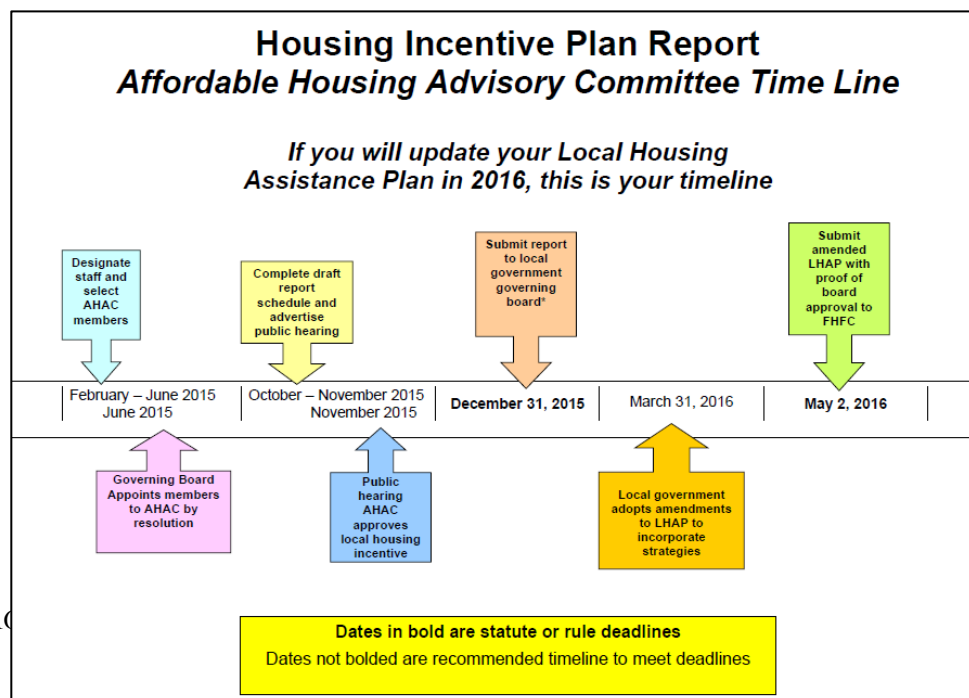 Housing Incentive Plan Report
Affordable Housing Advisory Committee Time Line
If you will update your Local Housing
Assistance Plan in 2016, this is your timeline
Designate
staff and
select
AHAC
members
Complete draft
report
schedule and
advertise
public hearing
Submit report
to local
government
governing
board*
Submit
amended
LHAP with
proof of
board
approval to
FHFC
February – June 2015
June 2015
October – November 2015
November 2015
December 31, 2015
March 31, 2016
May 2, 2016
Governing Board
Appoints members
to AHAC by
resolution
Public
hearing
AHAC
approves
local housing
incentive
Local government
adopts amendments
to LHAP to
incorporate
strategies
Dates in bold are statute or rule deadlines
Dates not bolded are recommended timeline to meet deadlines